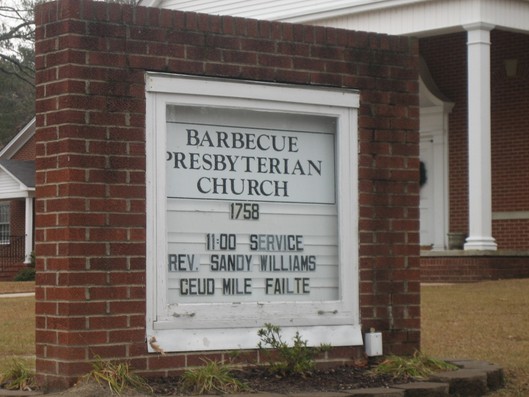 BARBECUE
PRESBYTERIAN
CHURCH
1758
11:00 SERVICE
REV. SANDY WILLIAMS
CEUD MILE FAILTE